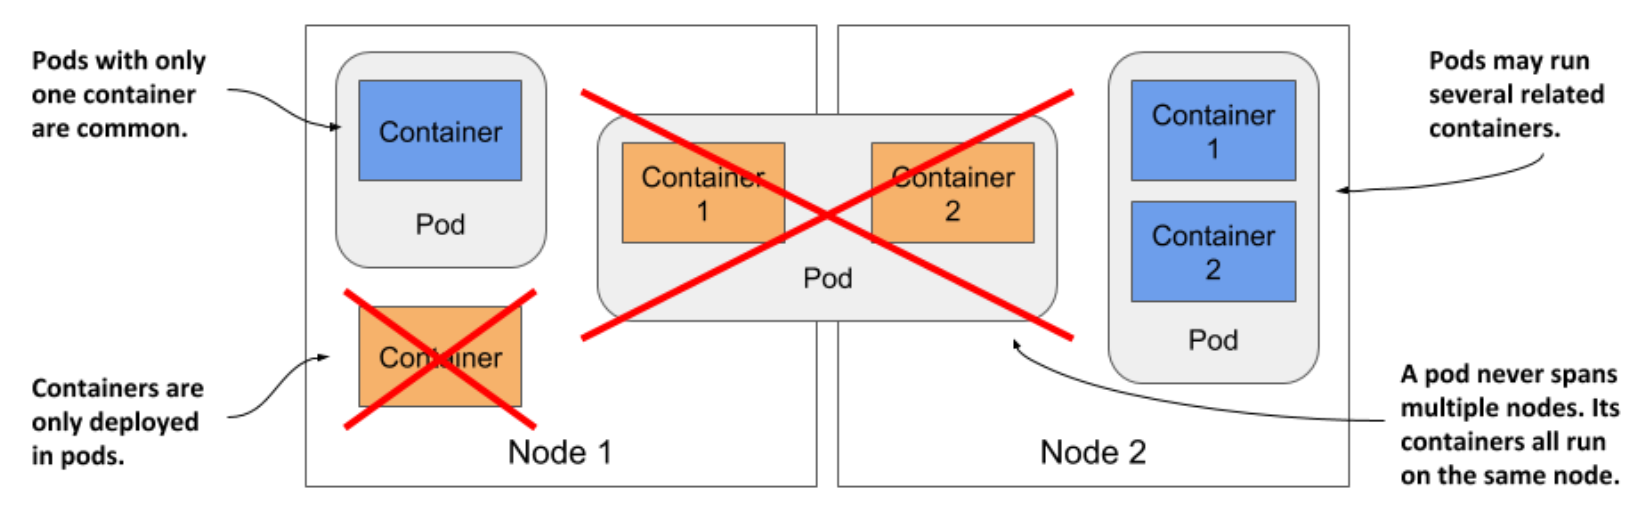 Pods with only
one container
are common.
Container
Pod
Containers are
only deployed
in pods.
Container
Node 1
Container
1
Container
2
Pod
Container
1
Container
2
Pod
Node 2
Pods may run
several related
containers.
A pod never spans
multiple nodes. Its
containers all run
on the same node.